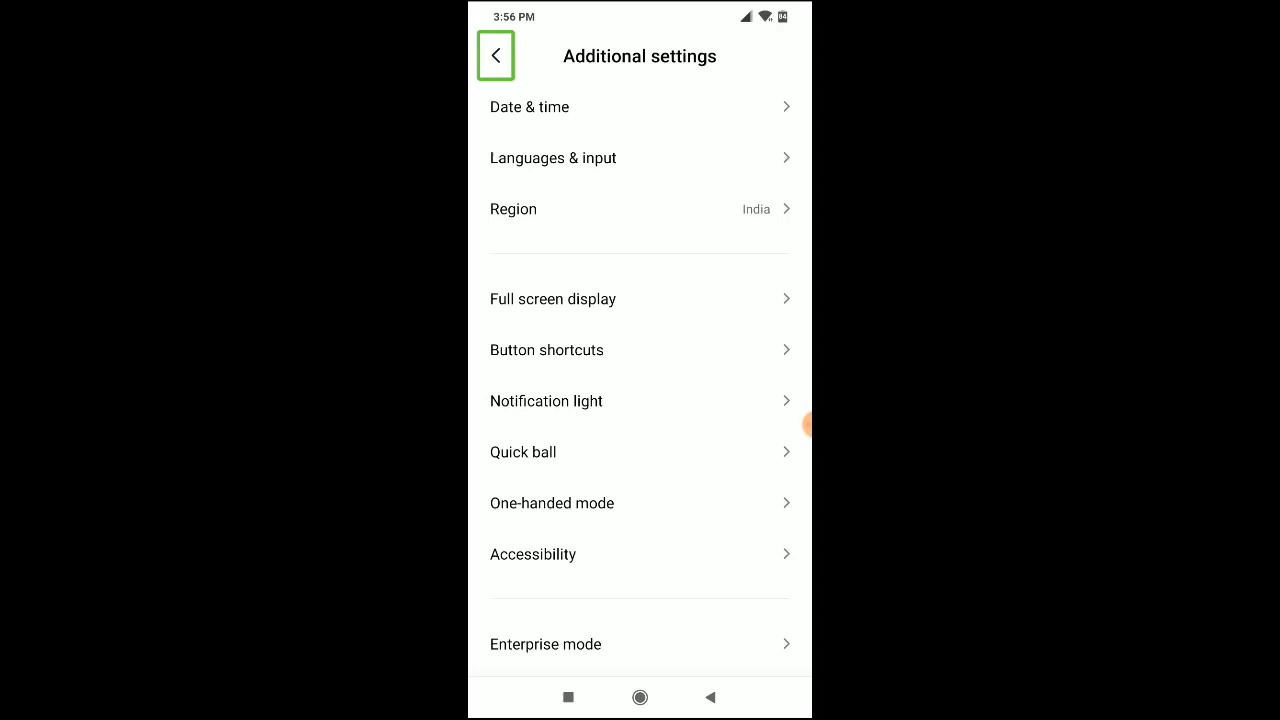 3:56 PM
84
Additional settings
Date & time
Languages & input
Region India
Full screen display
Button shortcuts
Notification light
Quick ball
One-handed mode
Accessibility
Enterprise mode